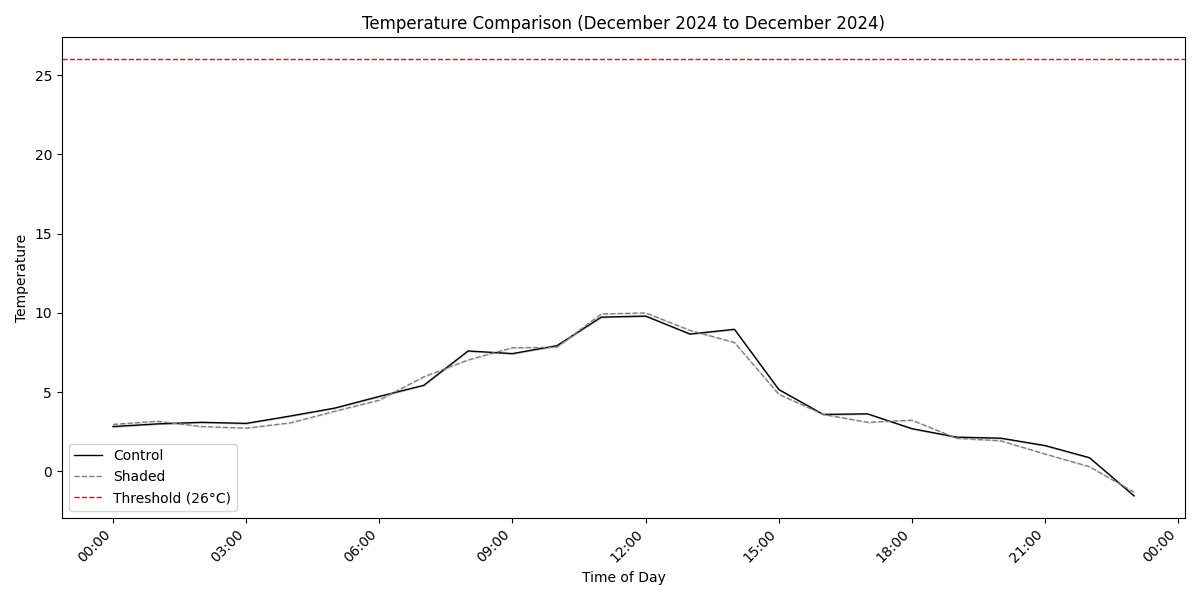 Temperature Comparison (December 2024 to December 2024)
Temperature
25
20
15
10
5
0
Control
Shaded
Threshold (26°C)
00:00
03:00
06:00
09:00
12:00
15:00
18:00
21:00
00:00
Time of Day